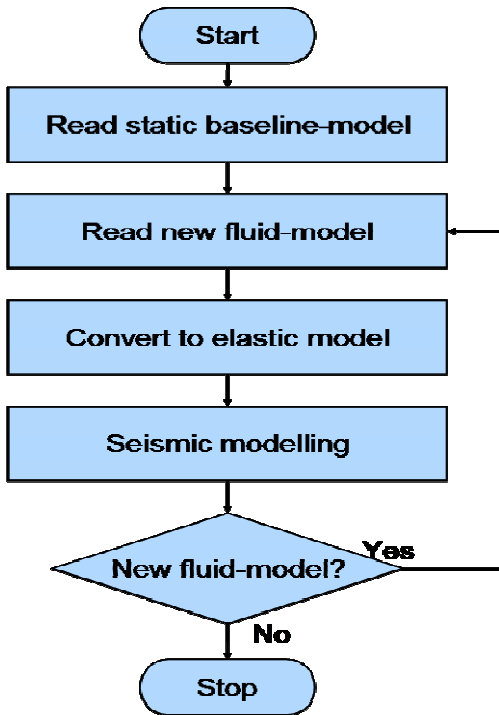 Start
Read static baseline-model
Read new fluid-model
Convert to elastic model
Seismic modelling
New fluid-model?
Yes
No
Stop